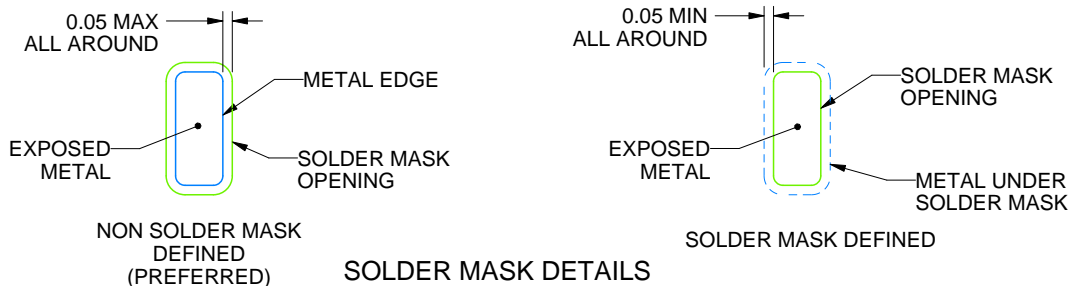 0.05 MAX
ALL AROUND
METAL EDGE
EXPOSED
METAL
SOLDER MASK
OPENING
NON SOLDER MASK
DEFINED
(PREFERRED)
0.05 MIN
ALL AROUND
SOLDER MASK
OPENING
EXPOSED
METAL
METAL UNDER
SOLDER MASK
SOLDER MASK DEFINED
SOLDER MASK DETAILS